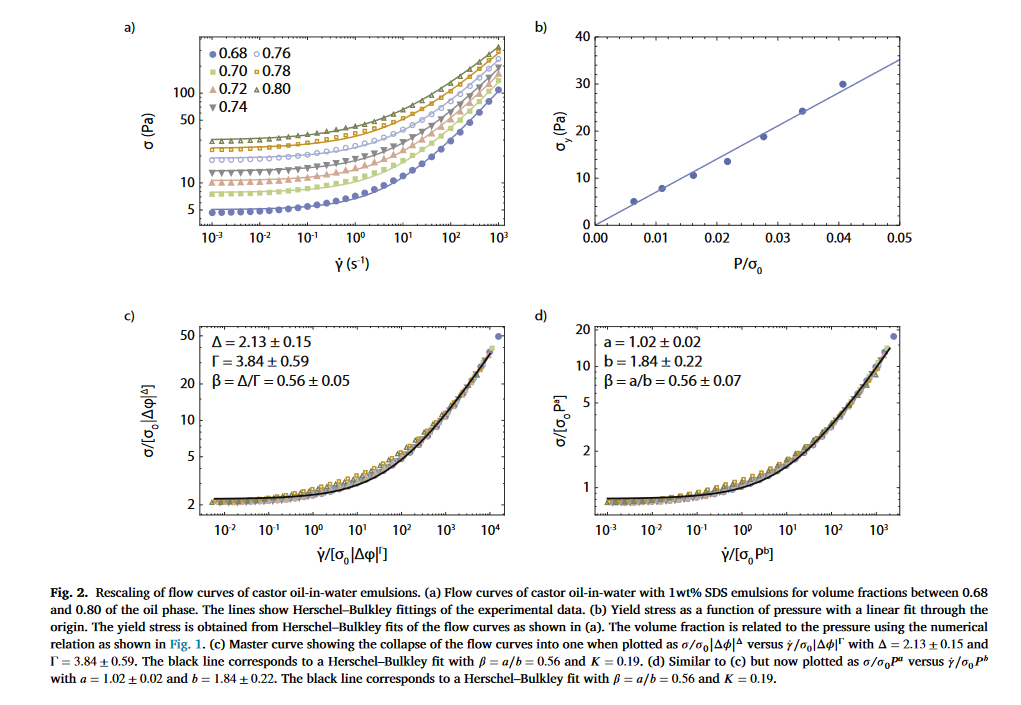 a)
σ (Pa)
0.68 0.76
0.70 0.78
0.72 0.80
0.74
100
50
10
5
10⁻³ 10⁻² 10⁻¹ 10⁰ 10¹ 10² 10³
γ̇ (s⁻¹)
b)
σy (Pa)
40
30
20
10
0
0.00 0.01 0.02 0.03 0.04 0.05
P/σ₀
c)
σ/[σ₀|Δφ|^Δ]
Δ = 2.13 ± 0.15
Γ = 3.84 ± 0.59
β = Δ/Γ = 0.56 ± 0.05
50
20
10
5
2
10⁻² 10⁻¹ 10⁰ 10¹ 10² 10³ 10⁴
γ̇/[σ₀|Δφ|^Γ]
d)
σ/[σ₀ Pᵃ]
a = 1.02 ± 0.02
b = 1.84 ± 0.22
β = a/b = 0.56 ± 0.07
20
10
5
2
1
10⁻³ 10⁻² 10⁻¹ 10⁰ 10¹ 10² 10³
γ̇/[σ₀Pᵇ]
Fig. 2. Rescaling of flow curves of castor oil-in-water emulsions. (a) Flow curves of castor oil-in-water with 1wt% SDS emulsions for volume fractions between 0.68
and 0.80 of the oil phase. The lines show Herschel–Bulkley fittings of the experimental data. (b) Yield stress as a function of pressure with a linear fit through the
origin. The yield stress is obtained from Herschel–Bulkley fits of the flow curves as shown in (a). The volume fraction is related to the pressure using the numerical
relation as shown in Fig. 1. (c) Master curve showing the collapse of the flow curves into one when plotted as σ/σ₀|Δϕ|^Δ versus γ̇/σ₀|Δϕ|^Γ with Δ = 2.13 ± 0.15 and
Γ = 3.84 ± 0.59. The black line corresponds to a Herschel–Bulkley fit with β = a/b = 0.56 and K = 0.19. (d) Similar to (c) but now plotted as σ/σ₀Pᵃ versus γ̇/σ₀Pᵇ
with a = 1.02 ± 0.02 and b = 1.84 ± 0.22. The black line corresponds to a Herschel–Bulkley fit with β = a/b = 0.56 and K = 0.19.